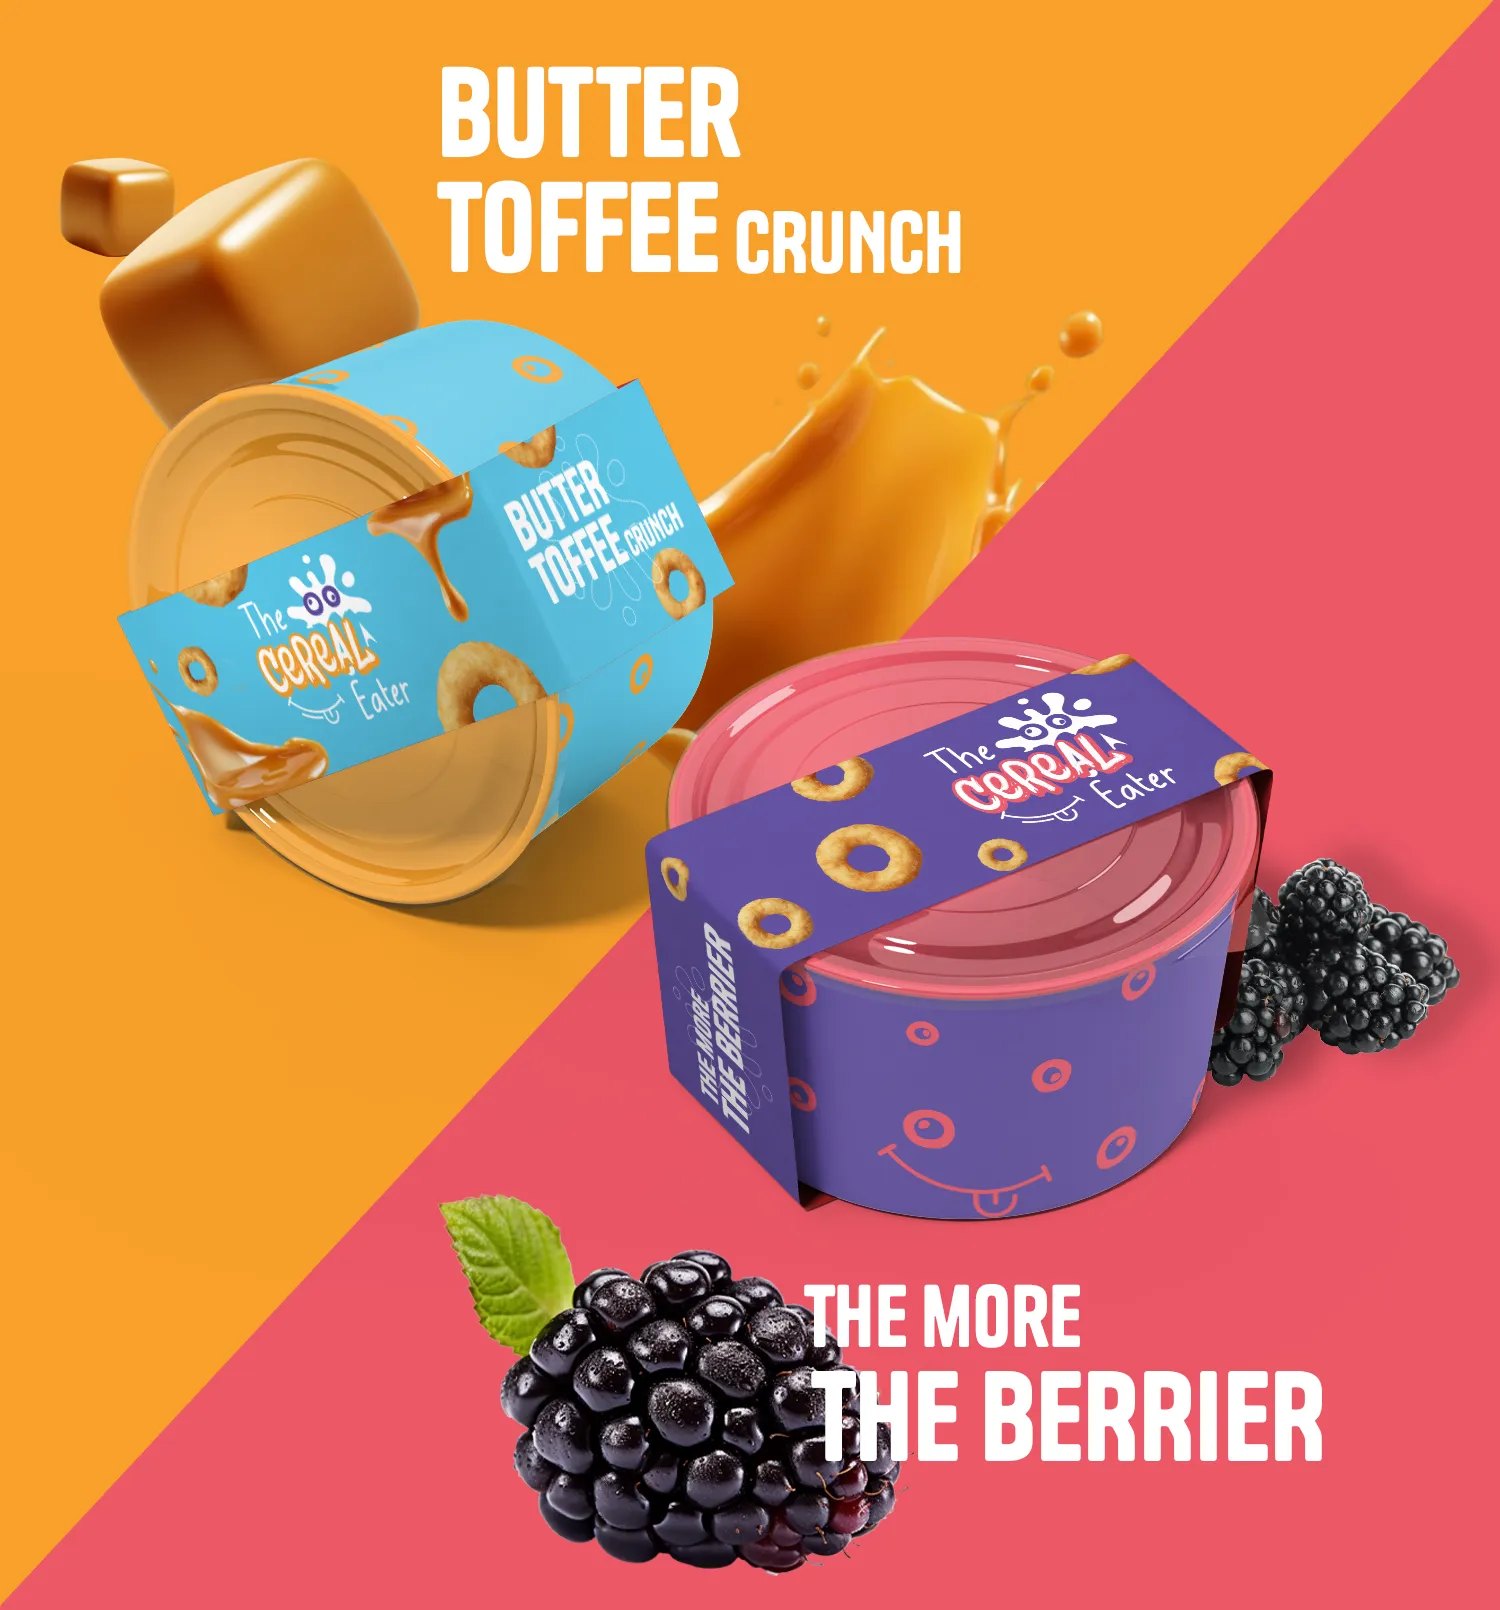 BUTTER
TOFFEE CRUNCH
BUTTER
TOFFEE CRUNCH
The
CeReAL
Eater
The
CeReAL
Eater
THE MORE
THE BERRIER
THE MORE
THE BERRIER